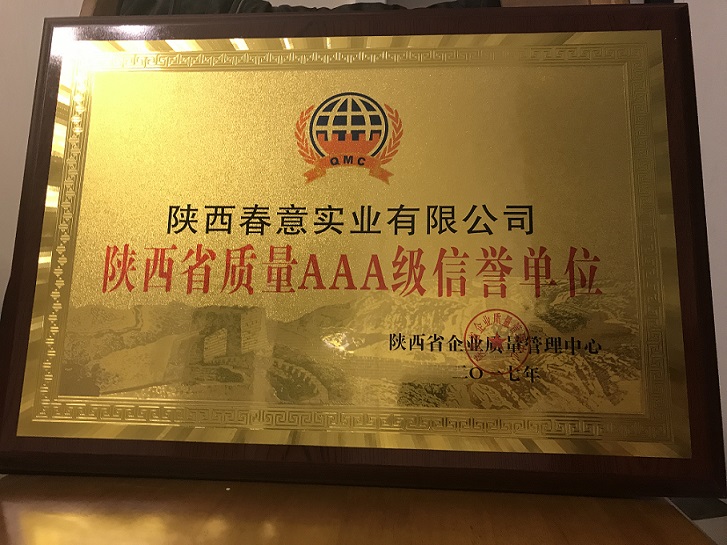 QMC
陕西春意实业有限公司
陕西省质量AAA级信誉单位
陕西省企业质量管理中心
二〇一七年